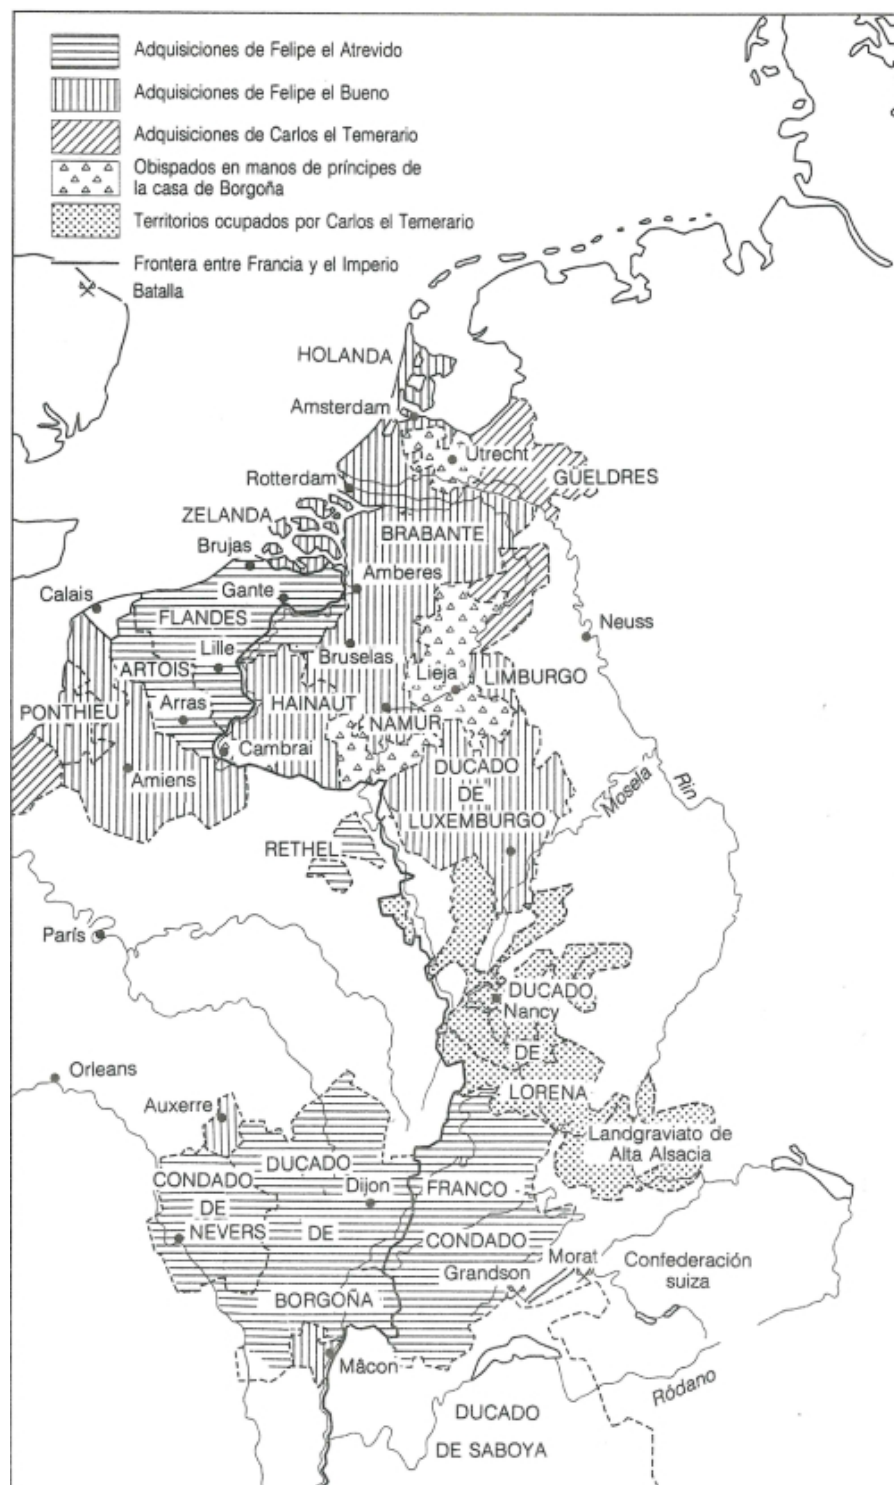 Adquisiciones de Felipe el Atrevido
Adquisiciones de Felipe el Bueno
Adquisiciones de Carlos el Temerario
Obispados en manos de príncipes de
la casa de Borgoña
Territorios ocupados por Carlos el Temerario
Frontera entre Francia y el Imperio
Batalla
HOLANDA
Amsterdam
Utrecht
Rotterdam
GÜELDRES
ZELANDA
BRABANTE
Brujas
Amberes
Calais
Gante
FLANDES
Neuss
Lille
Bruselas
Lieja
LIMBURGO
ARTOIS
PONTHIEU
Arras
HAINAUT
NAMUR
Cambrai
Amiens
DUCADO
DE
LUXEMBURGO
Mosela
Rin
RETHEL
París
DUCADO
Nancy
DE
LORENA
Orleans
Auxerre
Landgraviato de
Alta Alsacia
CONDADO
DE
NEVERS
DUCADO
Dijon
DE
BORGOÑA
FRANCO
CONDADO
Grandson
Morat
Confederación
suiza
Mâcon
Ródano
DUCADO
DE SABOYA